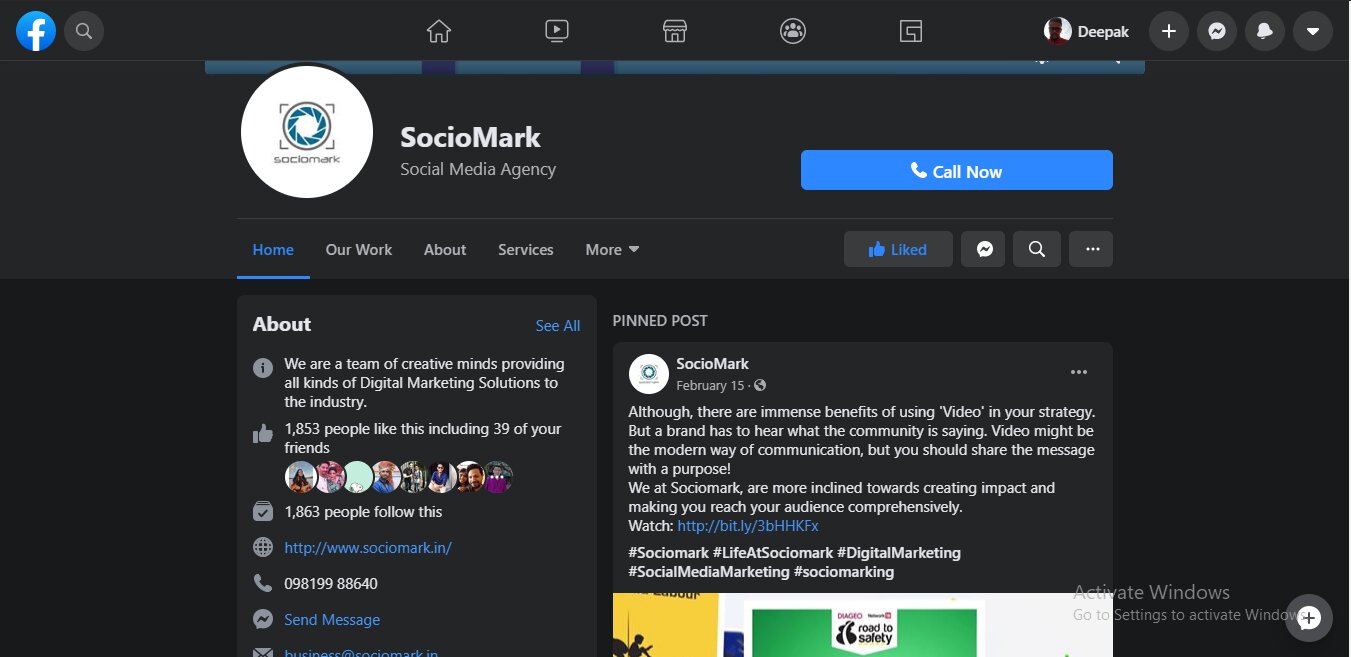 Deepak
sociomark
SocioMark
Social Media Agency
Call Now
Home
Our Work
About
Services
More
Liked
About
See All
We are a team of creative minds providing
all kinds of Digital Marketing Solutions to
the industry.
1,853 people like this including 39 of your
friends
1,863 people follow this
http://www.sociomark.in/
098199 88640
Send Message
business@sociomark.in
PINNED POST
SocioMark
February 15 ·
Although, there are immense benefits of using 'Video' in your strategy.
But a brand has to hear what the community is saying. Video might be
the modern way of communication, but you should share the message
with a purpose!
We at Sociomark, are more inclined towards creating impact and
making you reach your audience comprehensively.
Watch: http://bit.ly/3bHHKFx
#Sociomark #LifeAtSociomark #DigitalMarketing
#SocialMediaMarketing #sociomarking
Labour
DIAGEO Network18
road to
safety
Activate Windows
Go to Settings to activate Windows.